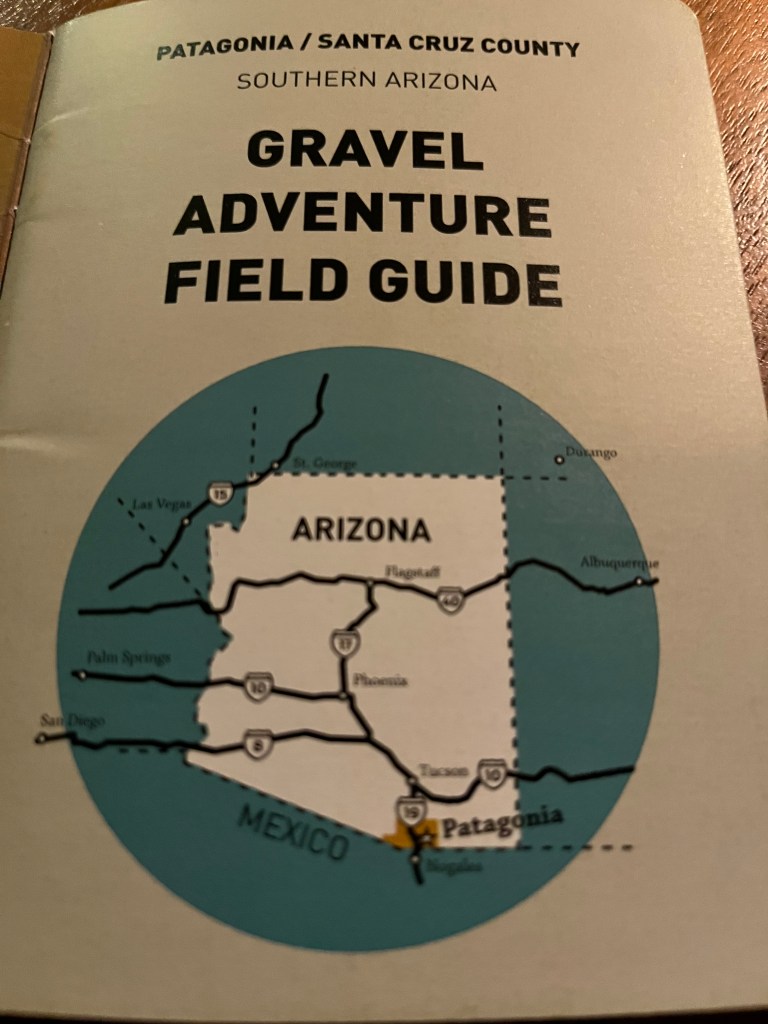 PATAGONIA / SANTA CRUZ COUNTY
SOUTHERN ARIZONA
GRAVEL
ADVENTURE
FIELD GUIDE
Durango
St. George
15
Las Vegas
ARIZONA
Albuquerque
Flagstaff
40
17
Palm Springs
10
Phoenix
San Diego
8
Tucson
10
19
Patagonia
MEXICO
Nogales